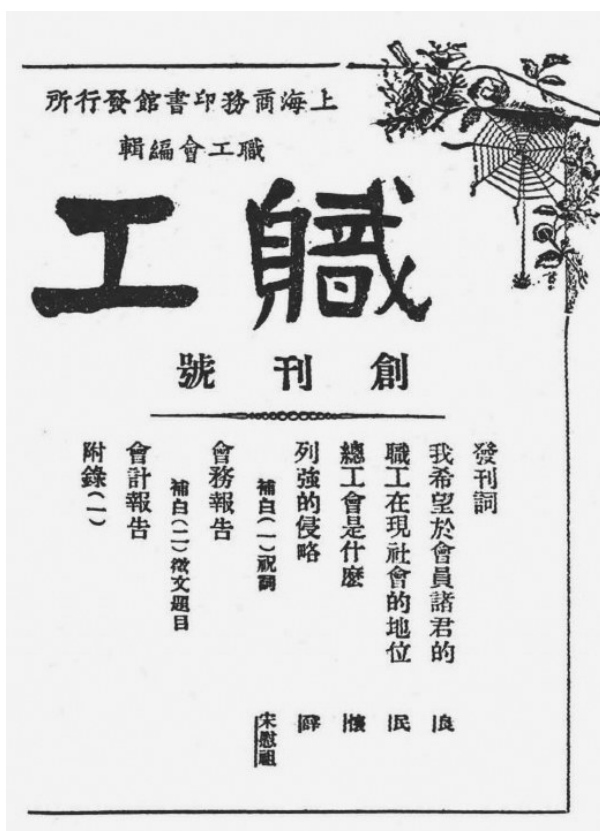 上海商務印書館發行所
職工會編輯
職工
創刊號
發刊詞
我希望於會員諸君的 良
職工在現社會的地位 民
總工會是什麼 懐
列強的侵略
補白(一)祝詞 宋慰祖
會務報告
補白(二)徵文題目
會計報告
附錄(一)